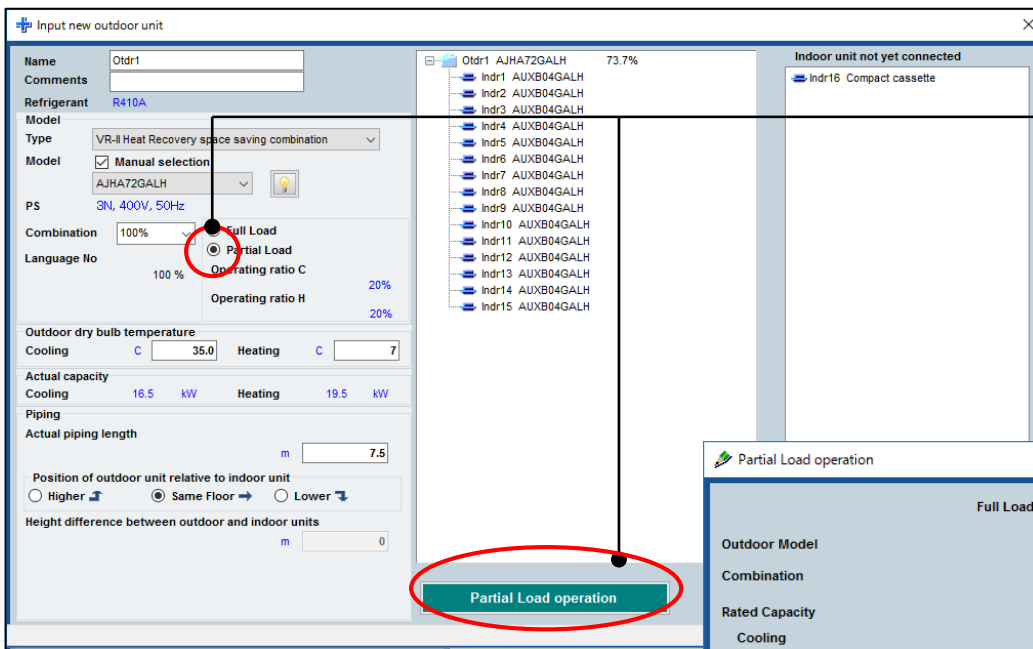 Input new outdoor unit
Name Otdr1
Comments
Refrigerant R410A
Model
Type VR-II Heat Recovery space saving combination
Model Manual selection
AJHA72GALH
PS 3N, 400V, 50Hz
Combination 100%
Full Load
Partial Load
Language No
100 %
Operating ratio C
20%
Operating ratio H
20%
Outdoor dry bulb temperature
Cooling C 35.0 Heating C 7
Actual capacity
Cooling 16.5 kW Heating 19.5 kW
Piping
Actual piping length
m 7.5
Position of outdoor unit relative to indoor unit
Higher Same Floor Lower
Height difference between outdoor and indoor units
m 0
Otdr1 AJHA72GALH 73.7%
Indr1 AUXB04GALH
Indr2 AUXB04GALH
Indr3 AUXB04GALH
Indr4 AUXB04GALH
Indr5 AUXB04GALH
Indr6 AUXB04GALH
Indr7 AUXB04GALH
Indr8 AUXB04GALH
Indr9 AUXB04GALH
Indr10 AUXB04GALH
Indr11 AUXB04GALH
Indr12 AUXB04GALH
Indr13 AUXB04GALH
Indr14 AUXB04GALH
Indr15 AUXB04GALH
Partial Load operation
Indoor unit not yet connected
Indr16 Compact cassette
Partial Load operation
Full Load
Outdoor Model
Combination
Rated Capacity
Cooling